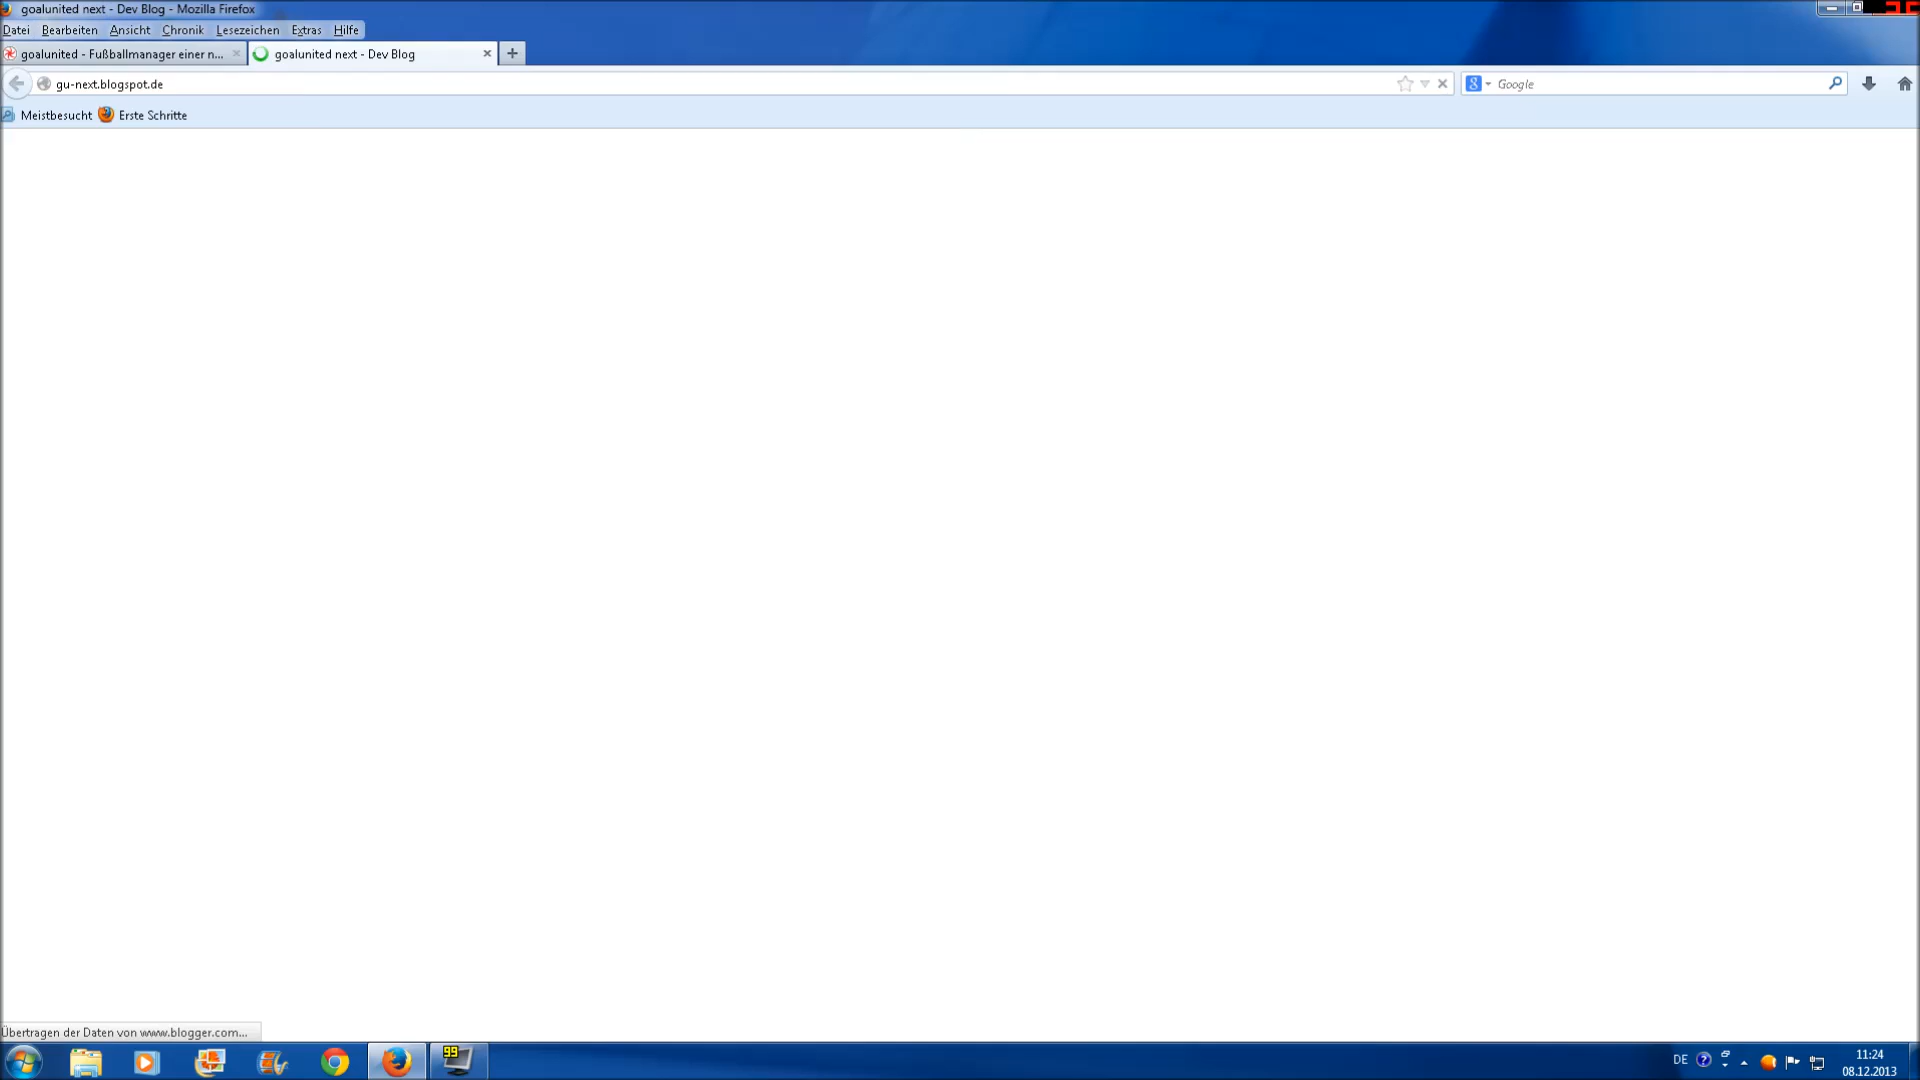 goalunited next - Dev Blog - Mozilla Firefox
Datei Bearbeiten Ansicht Chronik Lesezeichen Extras Hilfe
goalunited - Fußballmanager einer n... goalunited next - Dev Blog
gu-next.blogspot.de Google
Meistbesucht Erste Schritte
Übertragen der Daten von www.blogger.com...
99
DE
11:24
08.12.2013